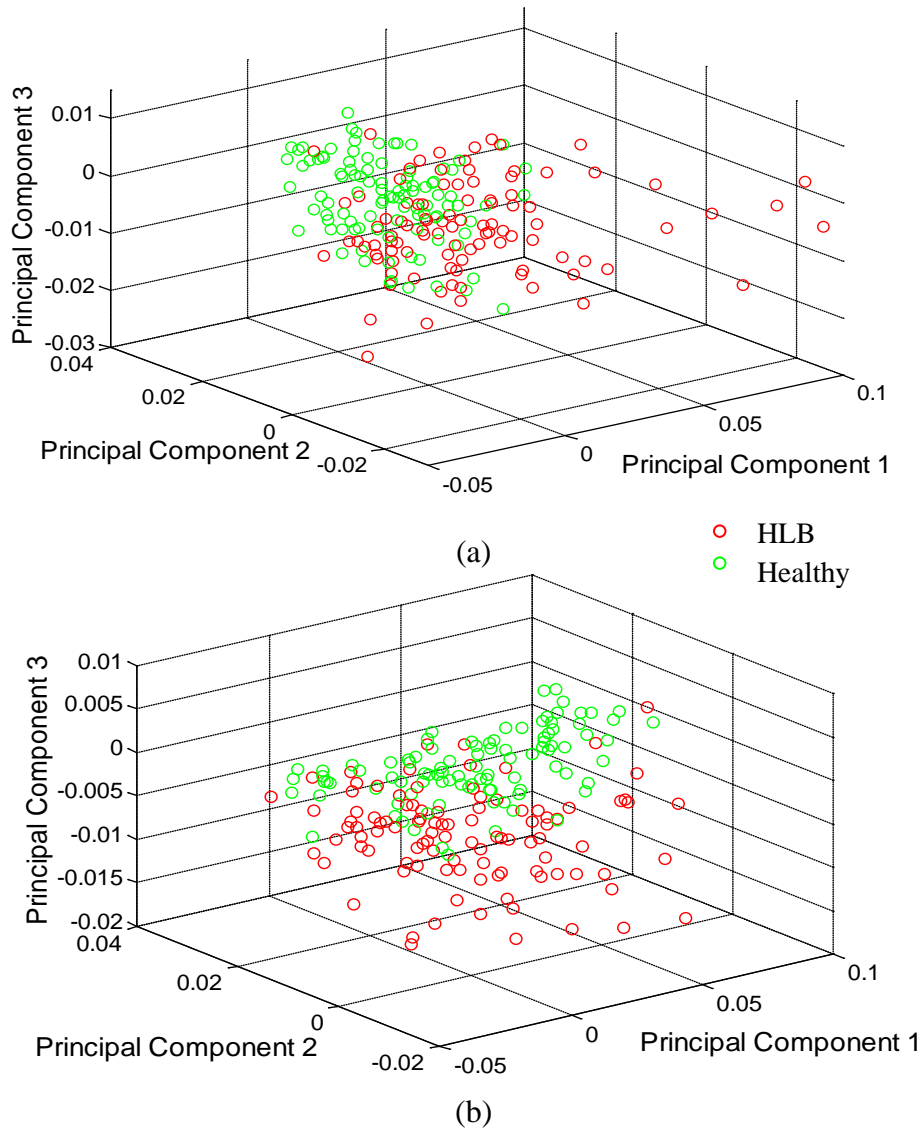 Principal Component 3
0.01
0
-0.01
-0.02
-0.03
0.04
0.02
0
-0.02
-0.05
0
0.05
0.1
Principal Component 2
Principal Component 1
(a)
HLB
Healthy
Principal Component 3
0.01
0.005
0
-0.005
-0.01
-0.015
-0.02
0.04
0.02
0
-0.02
-0.05
0
0.05
0.1
Principal Component 2
Principal Component 1
(b)